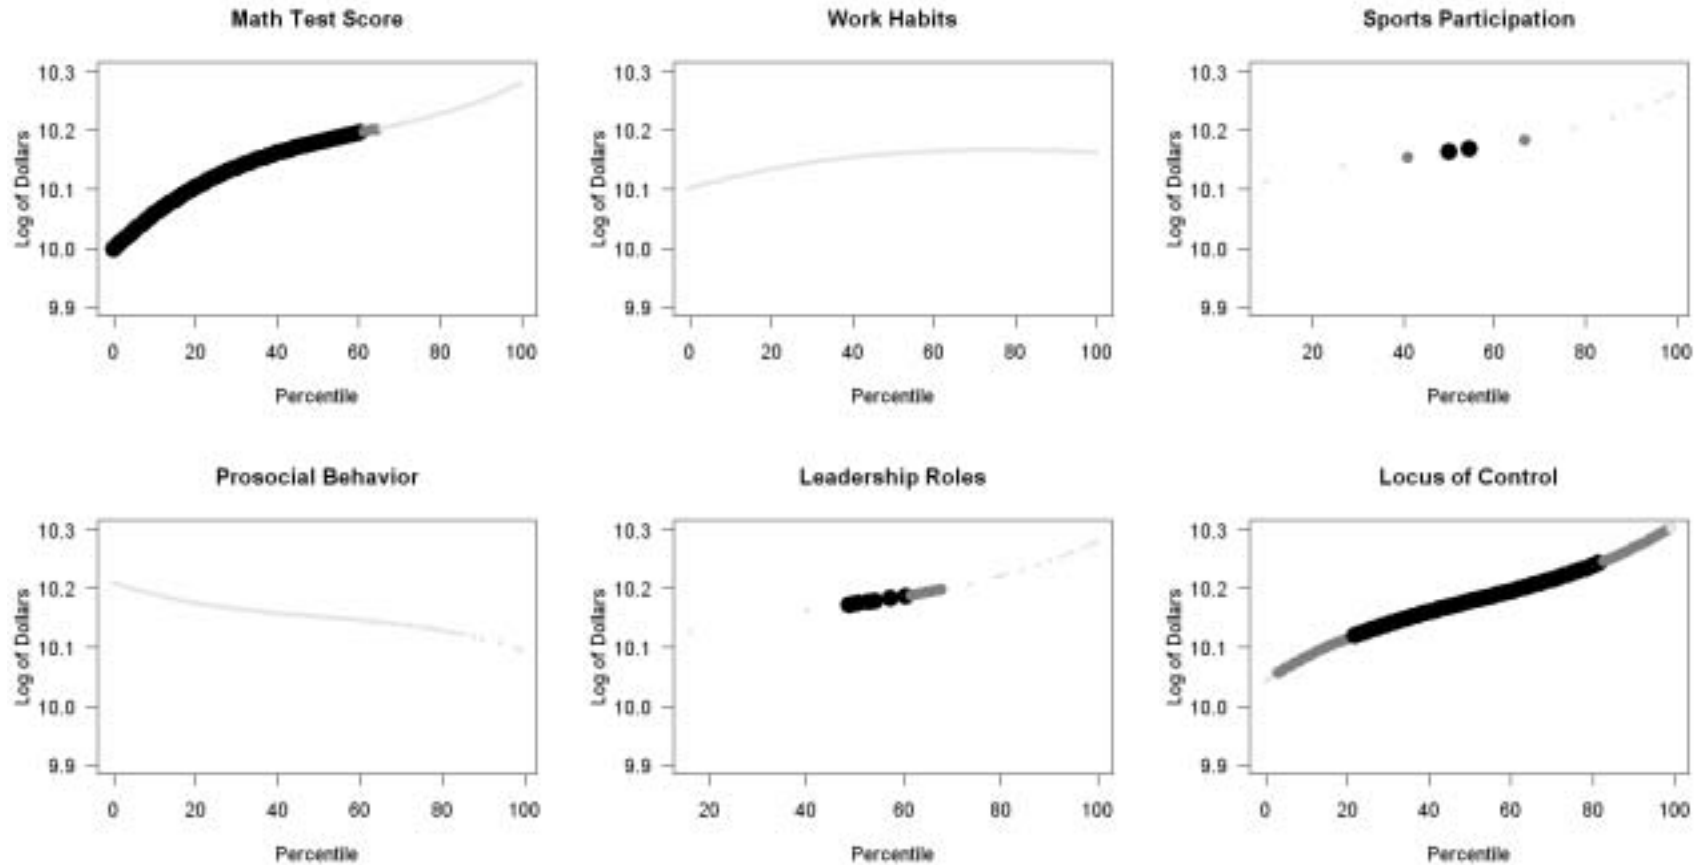 Math Test Score
Work Habits
Sports Participation
Log of Dollars
10.3
10.2
10.1
10.0
9.9
0 20 40 60 80 100
Percentile
Log of Dollars
10.3
10.2
10.1
10.0
9.9
0 20 40 60 80 100
Percentile
Log of Dollars
10.3
10.2
10.1
10.0
9.9
20 40 60 80 100
Percentile
Prosocial Behavior
Leadership Roles
Locus of Control
Log of Dollars
10.3
10.2
10.1
10.0
9.9
0 20 40 60 80 100
Percentile
Log of Dollars
10.3
10.2
10.1
10.0
9.9
20 40 60 80 100
Percentile
Log of Dollars
10.3
10.2
10.1
10.0
9.9
0 20 40 60 80 100
Percentile